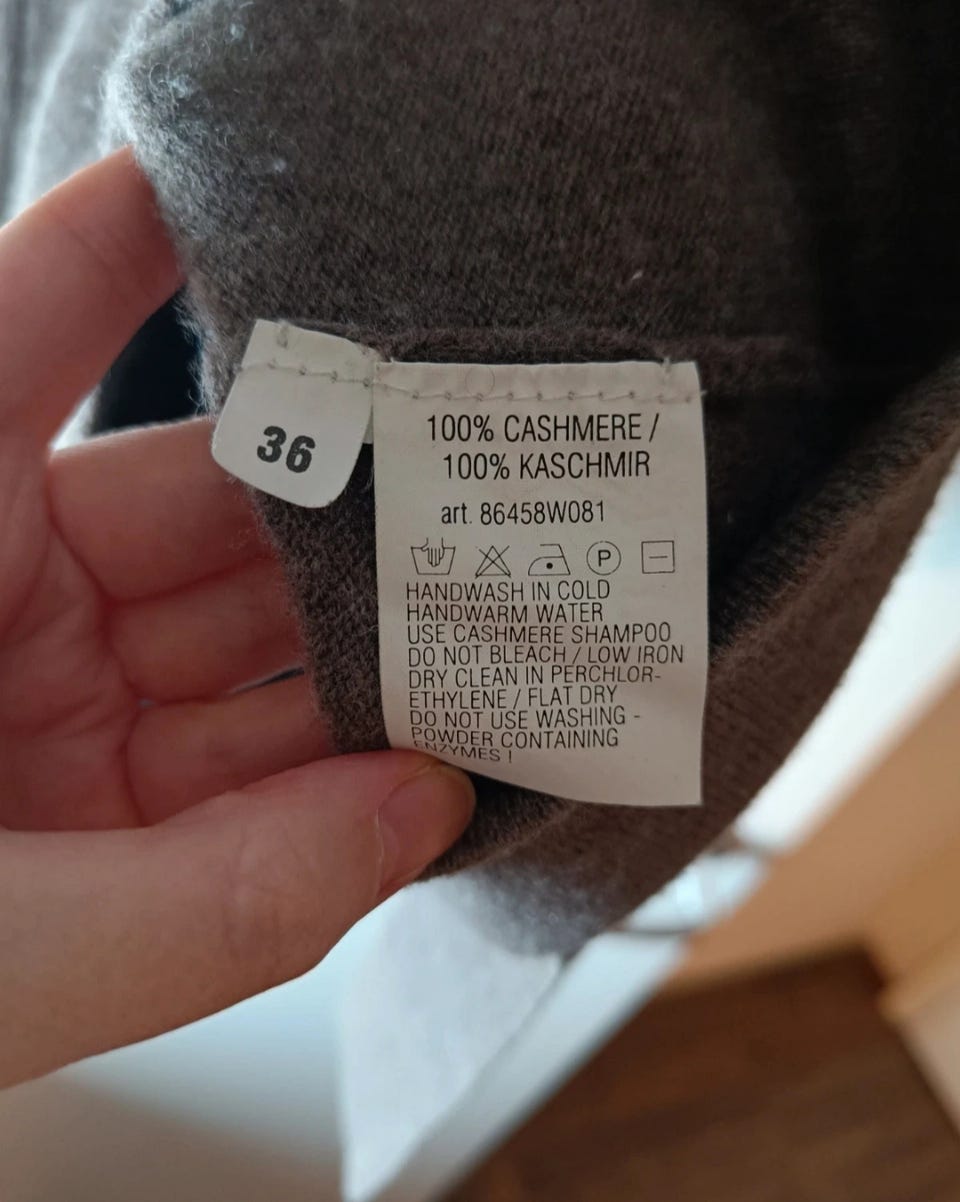 36
100% CASHMERE /
100% KASCHMIR
art. 86458W081
P
HANDWASH IN COLD
HANDWARM WATER
USE CASHMERE SHAMPOO
DO NOT BLEACH / LOW IRON
DRY CLEAN IN PERCHLOR-
ETHYLENE / FLAT DRY
DO NOT USE WASHING -
POWDER CONTAINING
ENZYMES !